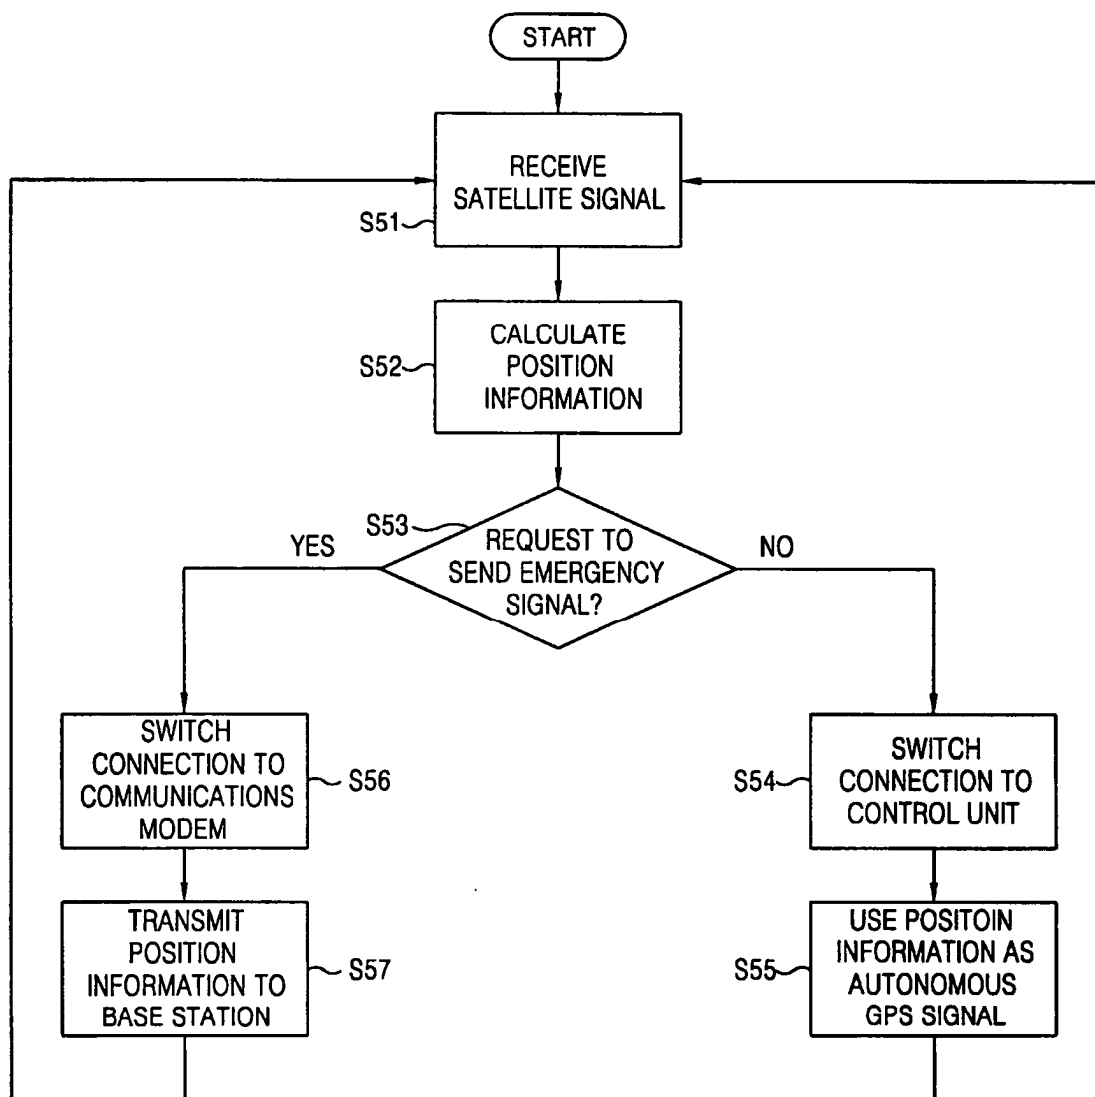 START
RECEIVE
SATELLITE SIGNAL
S51
CALCULATE
POSITION
INFORMATION
S52
S53
REQUEST TO
SEND EMERGENCY
SIGNAL?
YES
NO
SWITCH
CONNECTION TO
COMMUNICATIONS
MODEM
S56
SWITCH
CONNECTION TO
CONTROL UNIT
S54
TRANSMIT
POSITION
INFORMATION TO
BASE STATION
S57
USE POSITOIN
INFORMATION AS
AUTONOMOUS
GPS SIGNAL
S55